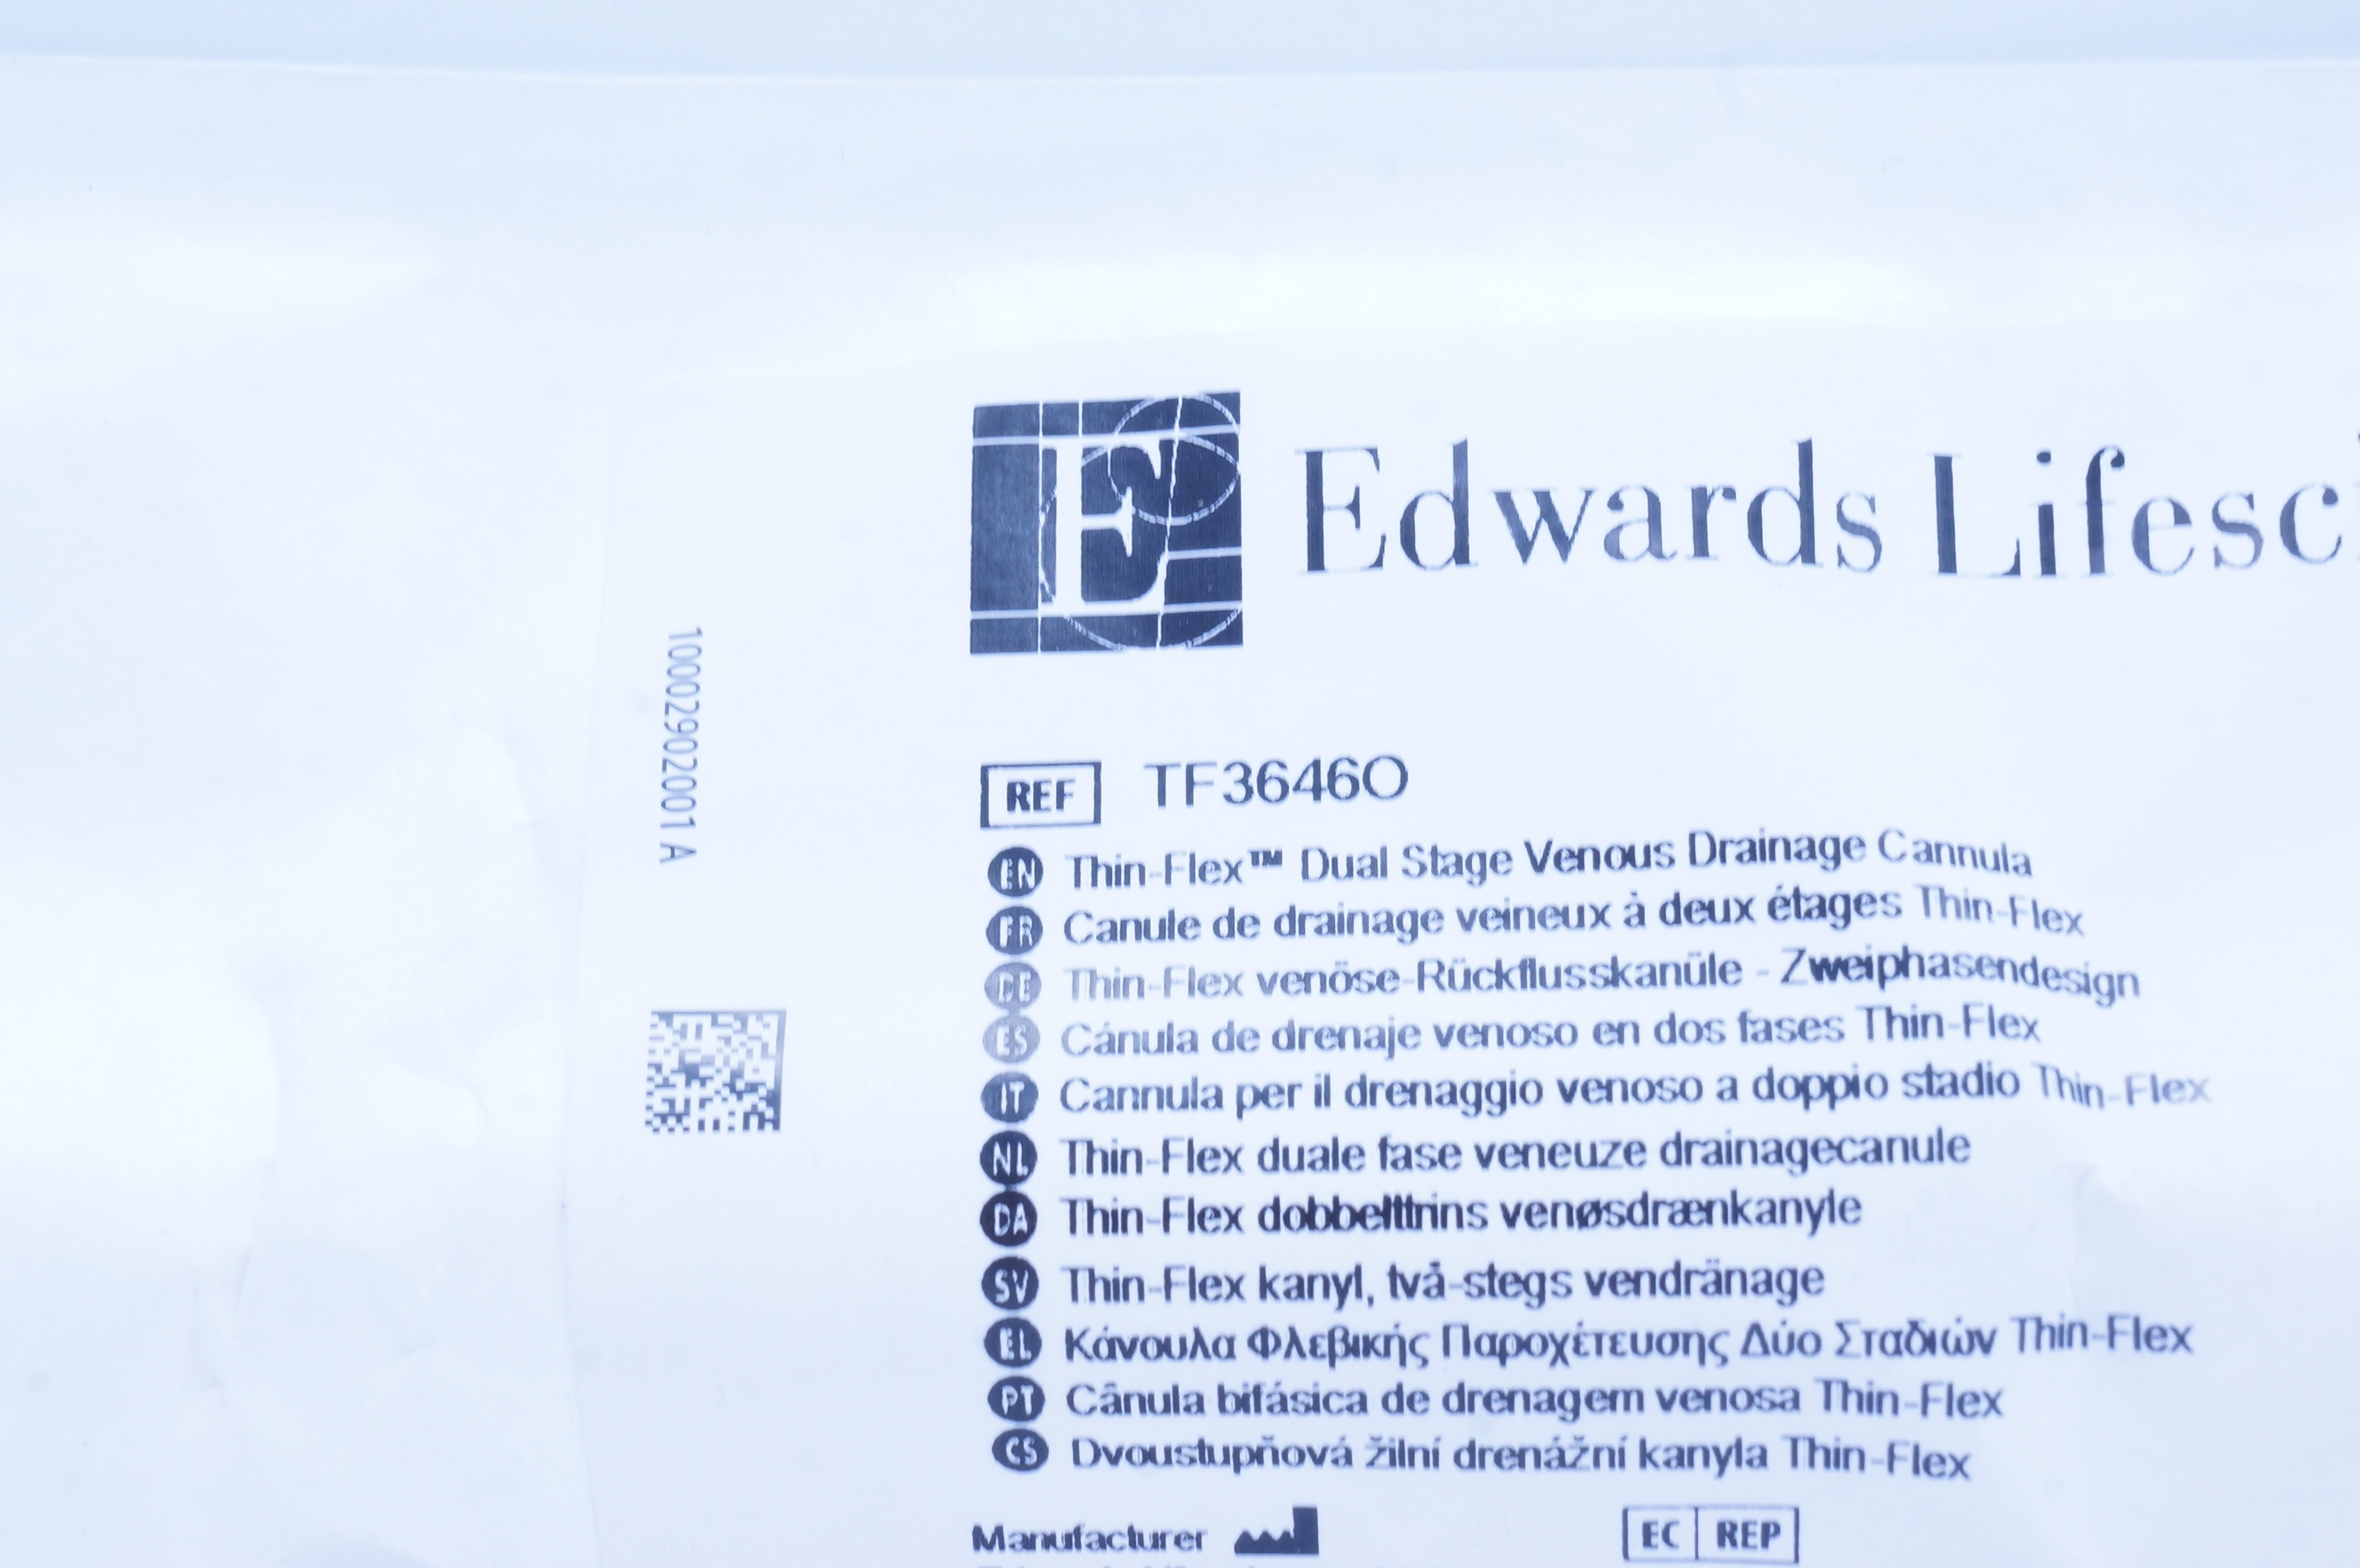 E Edwards Lifesci
10002902001 A
REF TF3646O
EN Thin-Flex™ Dual Stage Venous Drainage Cannula
FR Canule de drainage veineux à deux étages Thin-Flex
DE Thin-Flex venöse-Rückflusskanüle - Zweiphasendesign
ES Cánula de drenaje venoso en dos fases Thin-Flex
IT Cannula per il drenaggio venoso a doppio stadio Thin-Flex
NL Thin-Flex duale fase veneuze drainagecanule
DA Thin-Flex dobbelttrins venøsdrænkanyle
SV Thin-Flex kanyl, två-stegs vendränage
EL Κάνουλα Φλεβικής Παροχέτευσης Δύο Σταδιών Thin-Flex
PT Cânula bifásica de drenagem venosa Thin-Flex
CS Dvoustupňová žilní drenážní kanyla Thin-Flex
Manufacturer EC REP